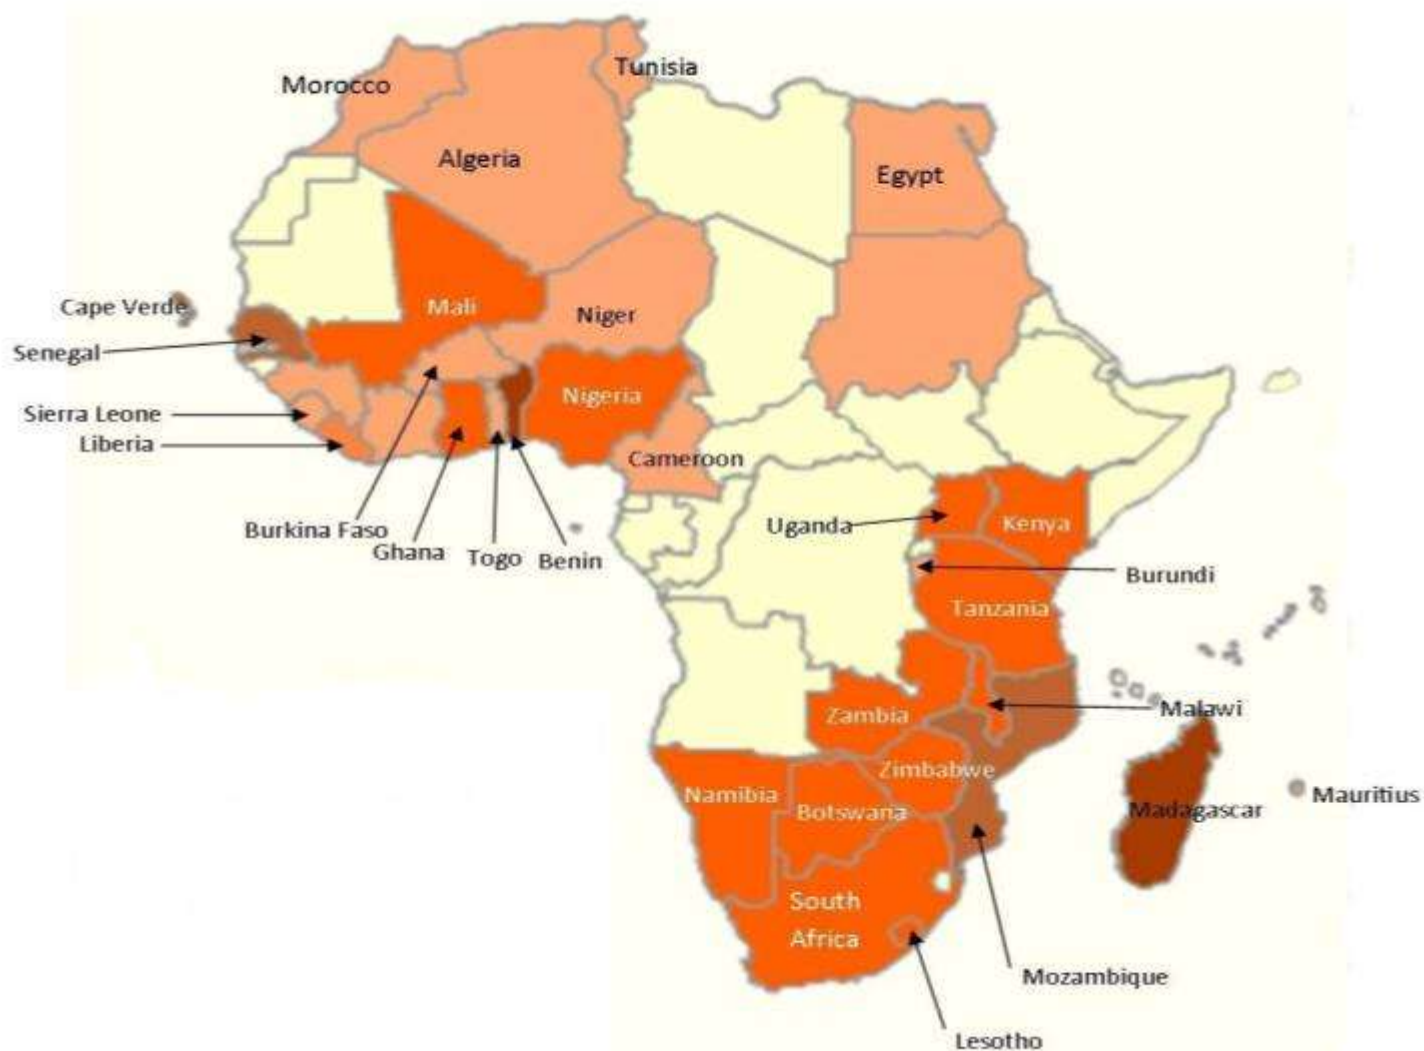 Tunisia
Morocco
Algeria
Egypt
Cape Verde
Mali
Niger
Senegal
Nigeria
Sierra Leone
Liberia
Cameroon
Burkina Faso
Ghana
Togo
Benin
Uganda
Kenya
Burundi
Tanzania
Malawi
Zambia
Zimbabwe
Namibia
Botswana
Madagascar
Mauritius
South
Africa
Mozambique
Lesotho